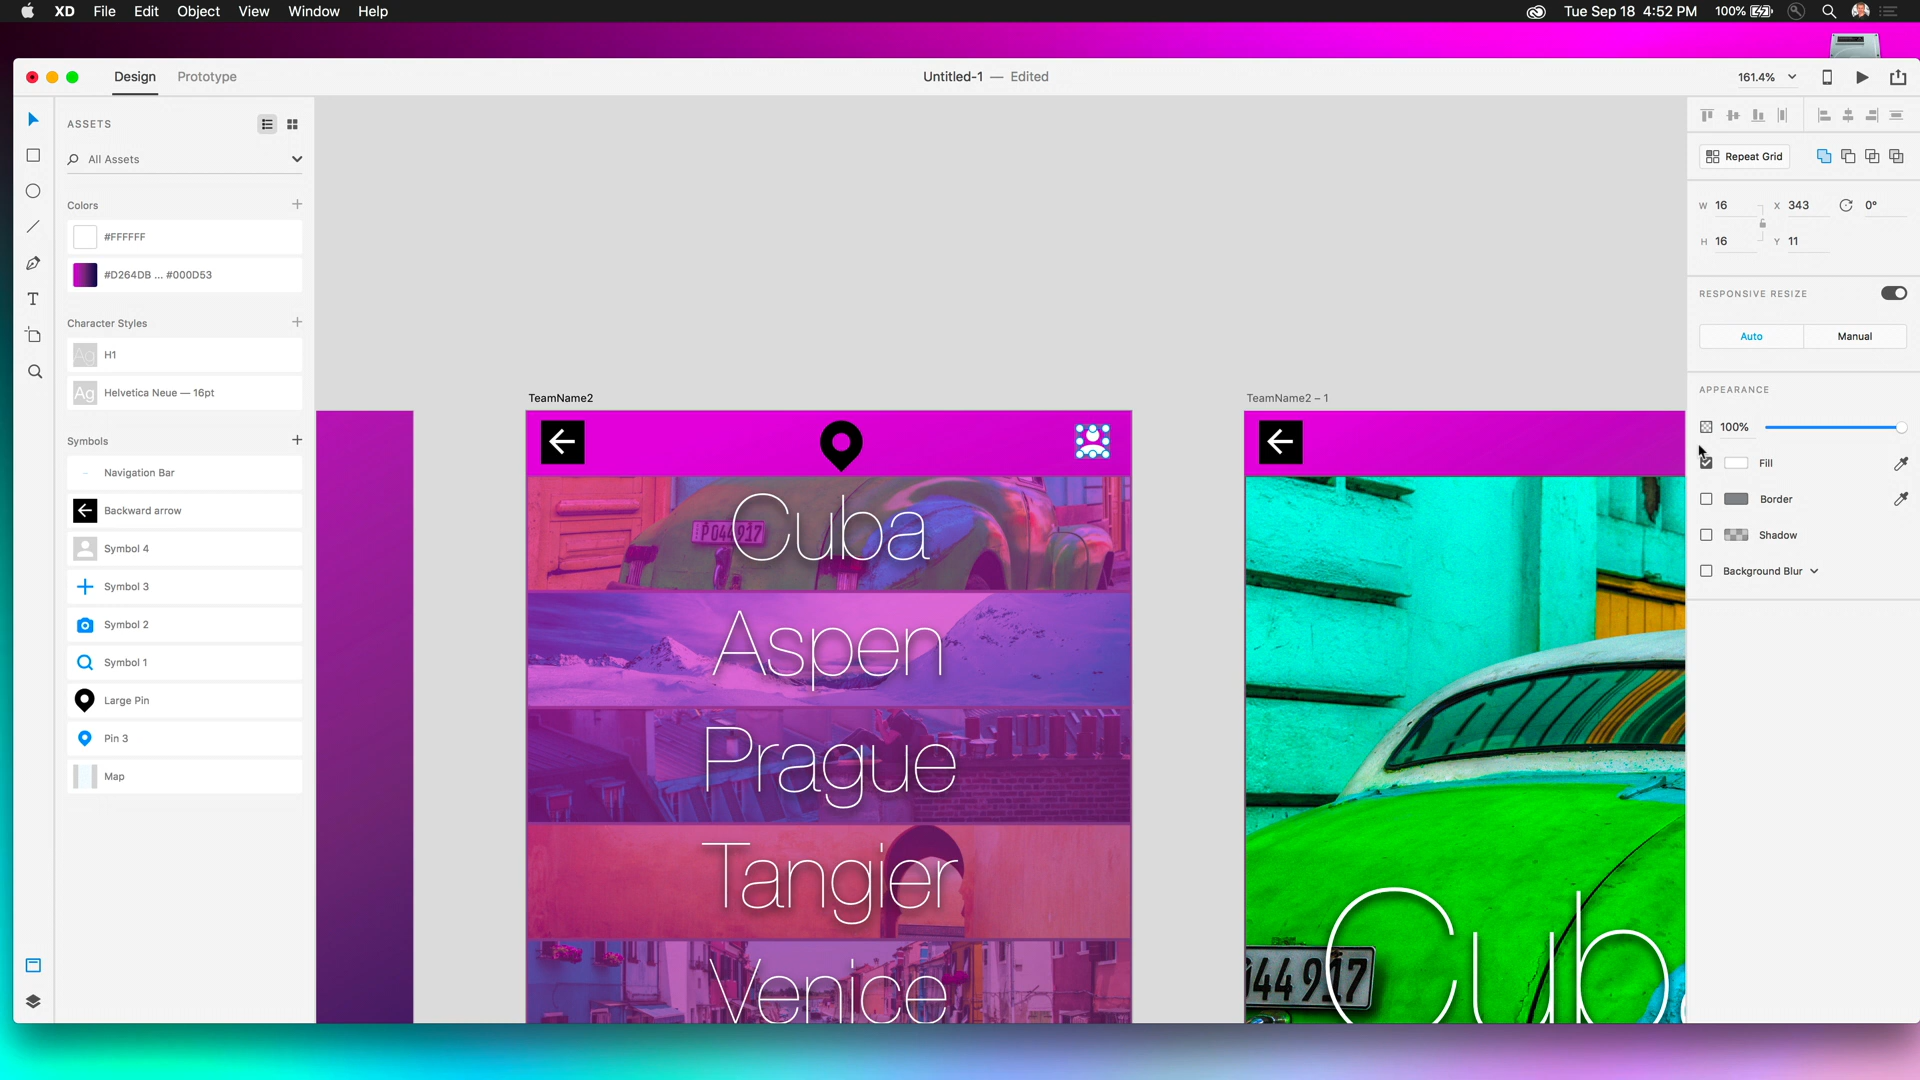 XD File Edit Object View Window Help
Tue Sep 18 4:52 PM 100%
Design Prototype
Untitled-1 — Edited
161.4%
ASSETS
All Assets
Colors
#FFFFFF
#D264DB ... #000D53
Character Styles
Ag H1
Ag Helvetica Neue — 16pt
Symbols
Navigation Bar
Backward arrow
Symbol 4
Symbol 3
Symbol 2
Symbol 1
Large Pin
Pin 3
Map
TeamName2
P044917
Cuba
Aspen
Prague
Tangier
Venice
TeamName2 – 1
44 917
Cub
Repeat Grid
W 16 X 343 0°
H 16 Y 11
RESPONSIVE RESIZE
Auto Manual
APPEARANCE
100%
Fill
Border
Shadow
Background Blur